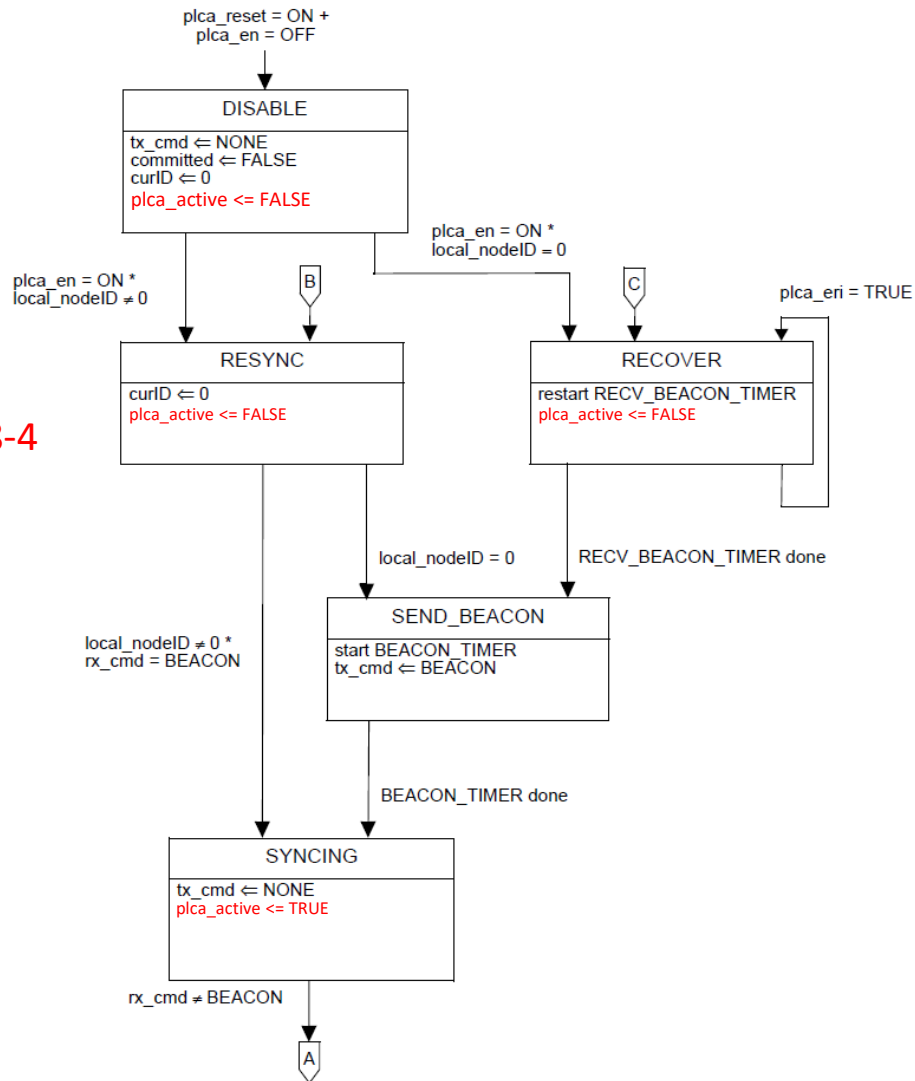 plca_reset = ON +
plca_en = OFF
DISABLE
tx_cmd ⇐ NONE
committed ⇐ FALSE
curID ⇐ 0
plca_active <= FALSE
plca_en = ON *
local_nodeID = 0
plca_en = ON *
local_nodeID ≠ 0
B
C
plca_eri = TRUE
RESYNC
curID ⇐ 0
plca_active <= FALSE
RECOVER
restart RECV_BEACON_TIMER
plca_active <= FALSE
-4
local_nodeID = 0
RECV_BEACON_TIMER done
SEND_BEACON
start BEACON_TIMER
tx_cmd ⇐ BEACON
local_nodeID ≠ 0 *
rx_cmd = BEACON
BEACON_TIMER done
SYNCING
tx_cmd ⇐ NONE
plca_active <= TRUE
rx_cmd ≠ BEACON
A